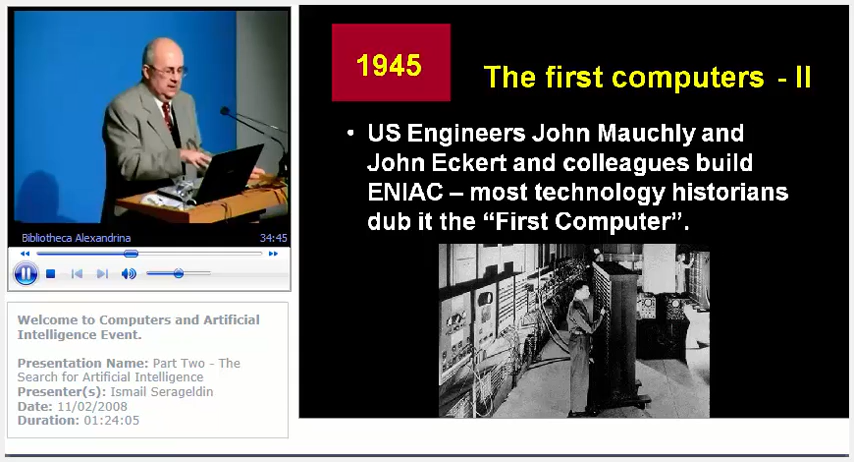 Bibliotheca Alexandrina 34:45
Welcome to Computers and Artificial
Intelligence Event.
Presentation Name: Part Two - The
Search for Artificial Intelligence
Presenter(s): Ismail Serageldin
Date: 11/02/2008
Duration: 01:24:05
1945
The first computers - II
• US Engineers John Mauchly and
John Eckert and colleagues build
ENIAC – most technology historians
dub it the “First Computer”.